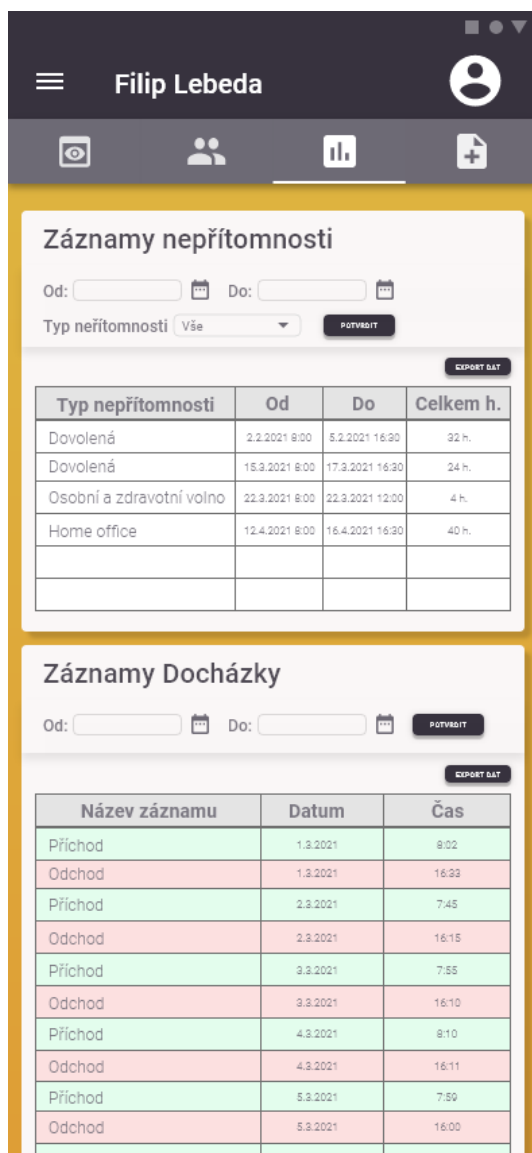 Filip Lebeda
Záznamy nepřítomnosti
Od: Do:
Typ neřítomnosti Vše POTVRDIT
EXPORT DAT
Typ nepřítomnosti Od Do Celkem h.
Dovolená 2.2.2021 8:00 5.2.2021 16:30 32 h.
Dovolená 15.3.2021 8:00 17.3.2021 16:30 24 h.
Osobní a zdravotní volno 22.3.2021 8:00 22.3.2021 12:00 4 h.
Home office 12.4.2021 8:00 16.4.2021 16:30 40 h.
Záznamy Docházky
Od: Do: POTVRDIT
EXPORT DAT
Název záznamu Datum Čas
Příchod 1.3.2021 8:02
Odchod 1.3.2021 16:33
Příchod 2.3.2021 7:45
Odchod 2.3.2021 16:15
Příchod 3.3.2021 7:55
Odchod 3.3.2021 16:10
Příchod 4.3.2021 8:10
Odchod 4.3.2021 16:11
Příchod 5.3.2021 7:59
Odchod 5.3.2021 16:00